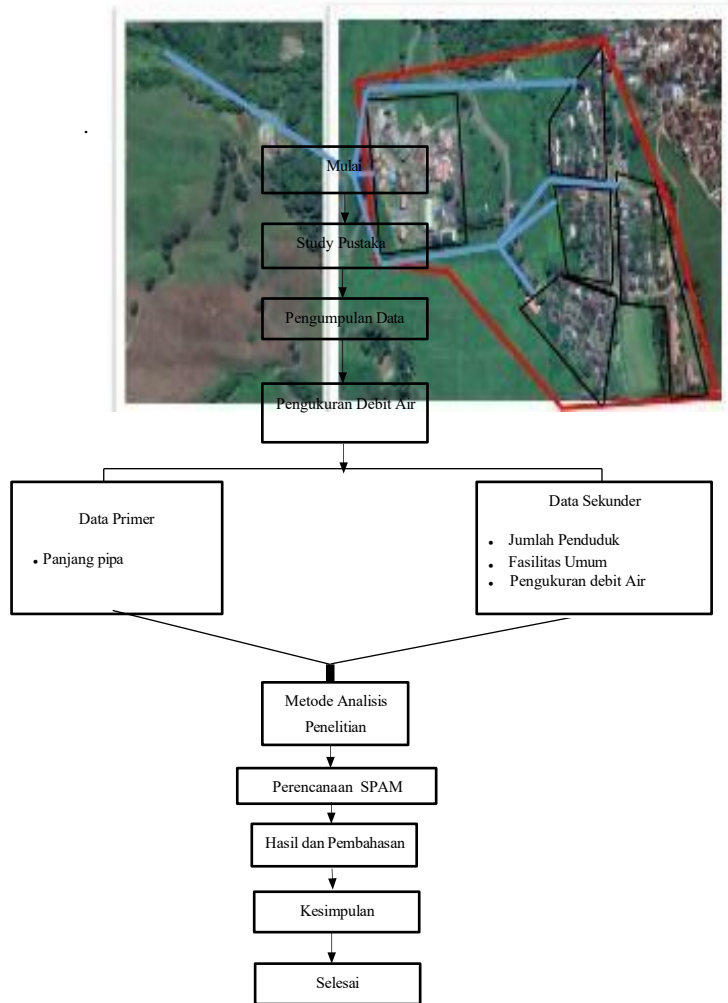 Mulai
Study Pustaka
Pengumpulan Data
Pengukuran Debit Air
Data Primer
• Panjang pipa
Data Sekunder
• Jumlah Penduduk
• Fasilitas Umum
• Pengukuran debit Air
Metode Analisis
Penelitian
Perencanaan SPAM
Hasil dan Pembahasan
Kesimpulan
Selesai